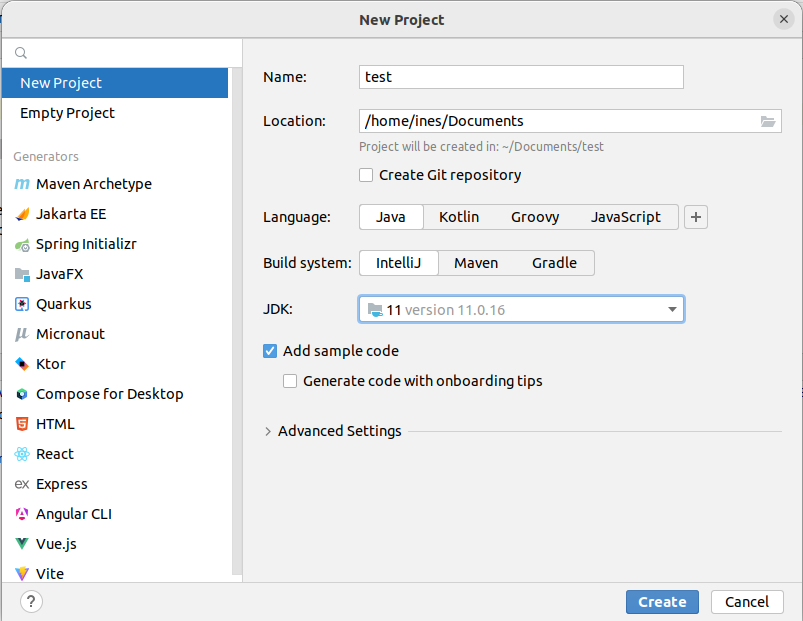 New Project
New Project
Empty Project
Generators
Maven Archetype
Jakarta EE
Spring Initializr
JavaFX
Quarkus
Micronaut
Ktor
Compose for Desktop
HTML
React
Express
Angular CLI
Vue.js
Vite
Name: test
Location: /home/ines/Documents
Project will be created in: ~/Documents/test
Create Git repository
Language: Java Kotlin Groovy JavaScript +
Build system: IntelliJ Maven Gradle
JDK: 11 version 11.0.16
Add sample code
Generate code with onboarding tips
Advanced Settings
? Create Cancel